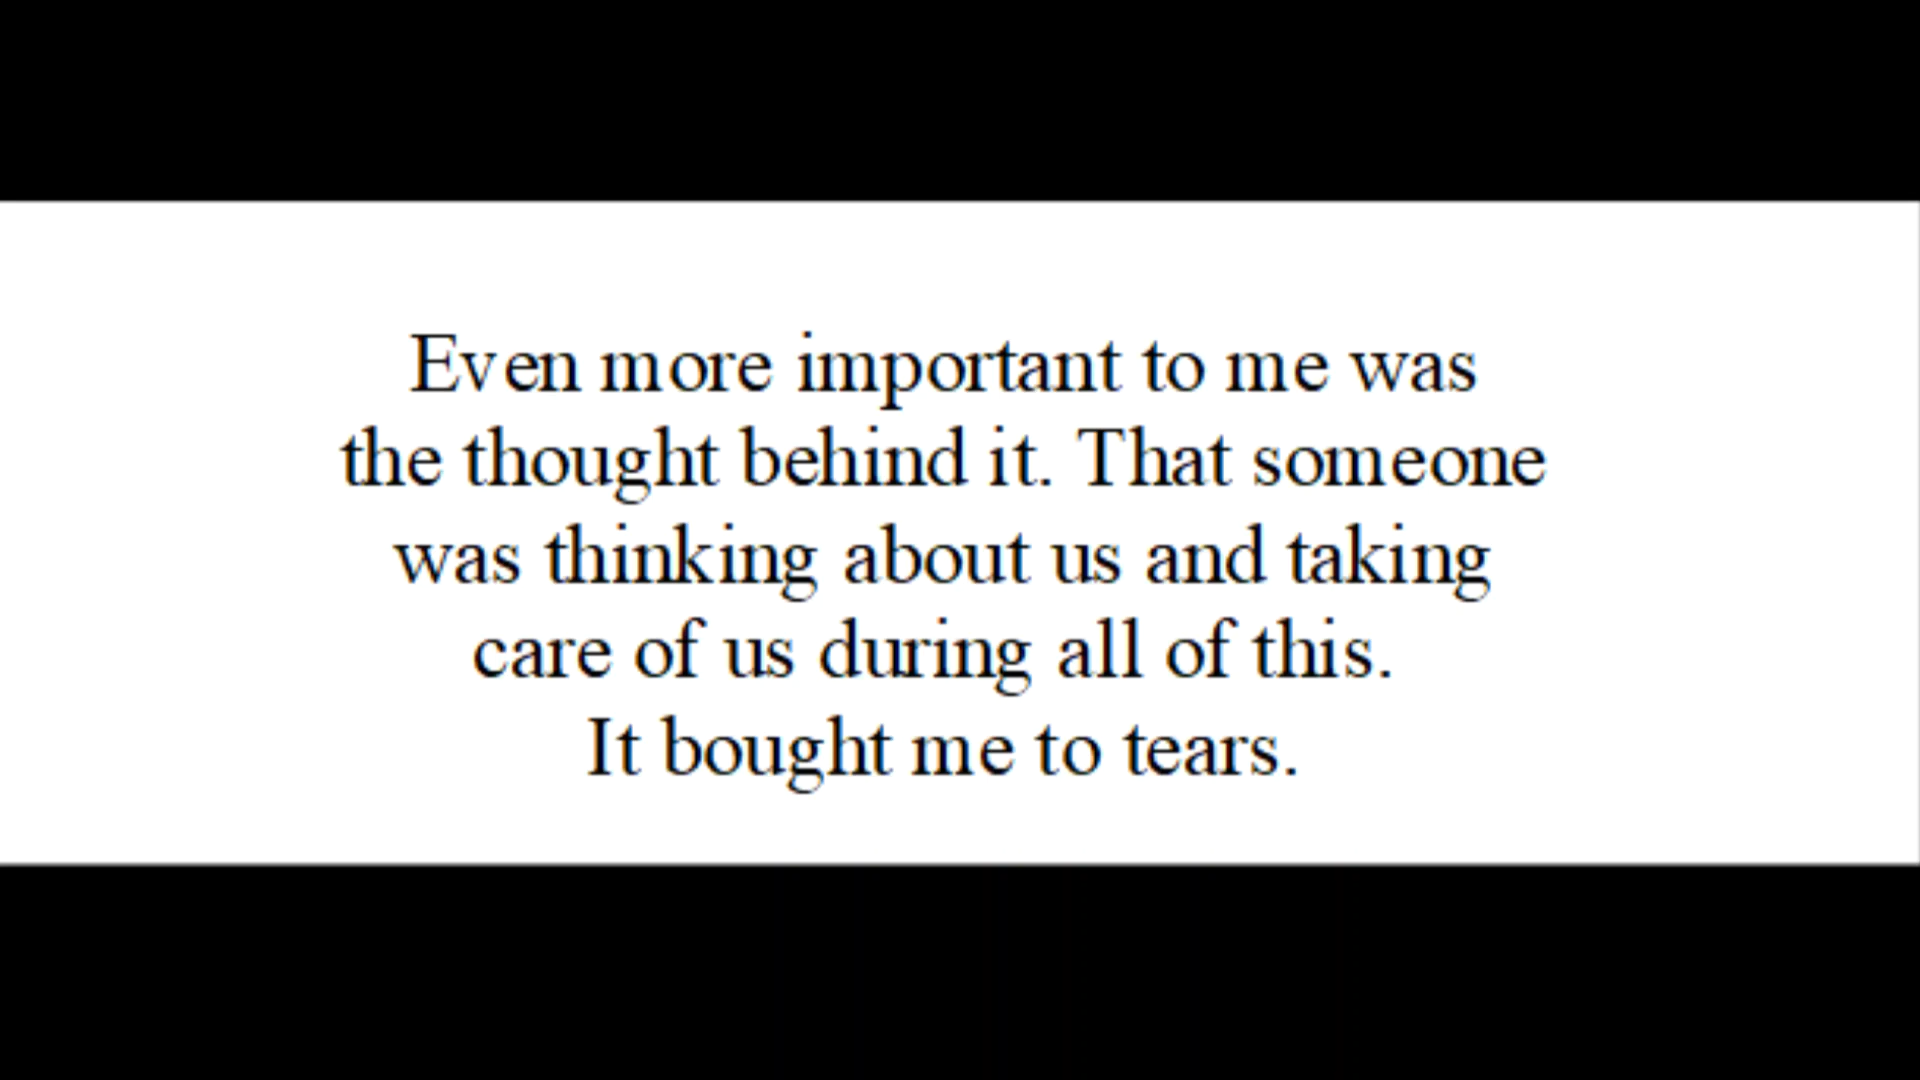 Even more important to me was
the thought behind it. That someone
was thinking about us and taking
care of us during all of this.
It bought me to tears.